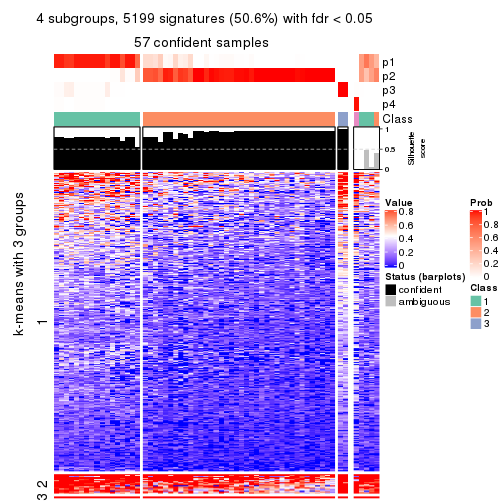 4 subgroups, 5199 signatures (50.6%) with fdr < 0.05
57 confident samples
p1
p2
p3
p4
Class
1
0.5
0
Silhouette
score
k-means with 3 groups
1
2
3
Value
0.8
0.6
0.4
0.2
0
Status (barplots)
confident
ambiguous
Prob
1
0.8
0.6
0.4
0.2
0
Class
1
2
3